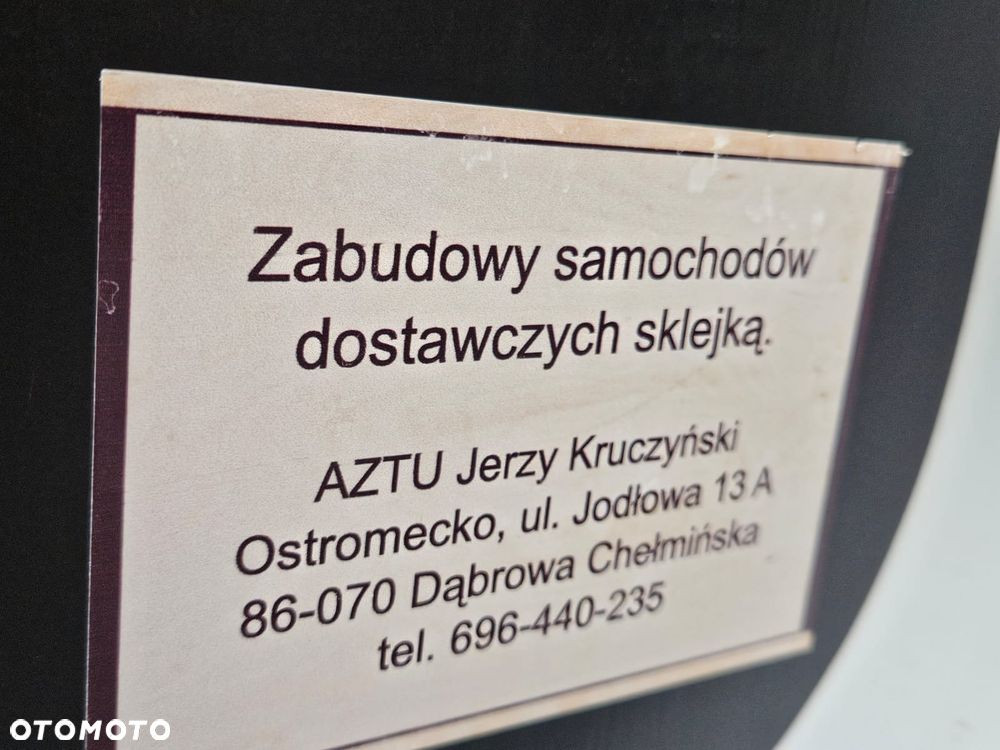 Zabudowy samochodów
dostawczych sklejką.
AZTU Jerzy Kruczyński
Ostromecko, ul. Jodłowa 13 A
86-070 Dąbrowa Chełmińska
tel. 696-440-235
OTOMOTO